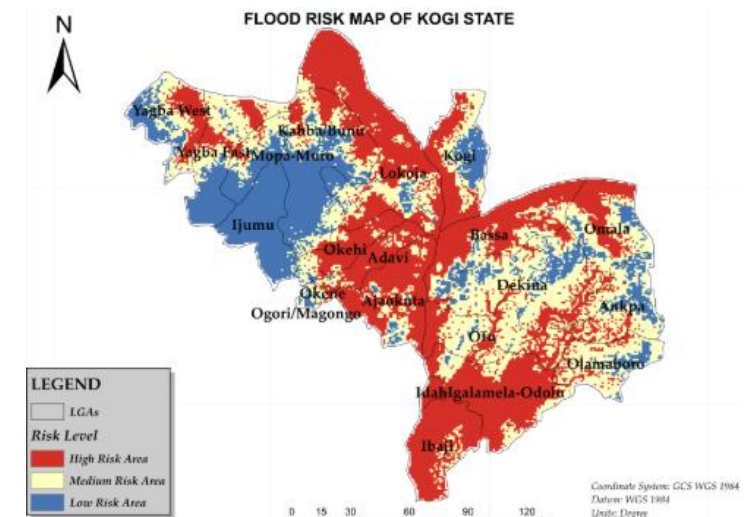 FLOOD RISK MAP OF KOGI STATE
N
Yagba West
Kabba/Bunu
Yagba East
Mopa-Muro
Kogi
Lokoja
Ijumu
Bassa
Omala
Okehi
Adavi
Dekina
Okene
Ajaokuta
Ankpa
Ogori/Magongo
Ofu
Olamaboro
Idah
Igalamela-Odolu
Ibaji
LEGEND
LGAs
Risk Level
High Risk Area
Medium Risk Area
Low Risk Area
0 15 30 60 90 120
Coordinate System: GCS WGS 1984
Datum: WGS 1984
Units: Degree